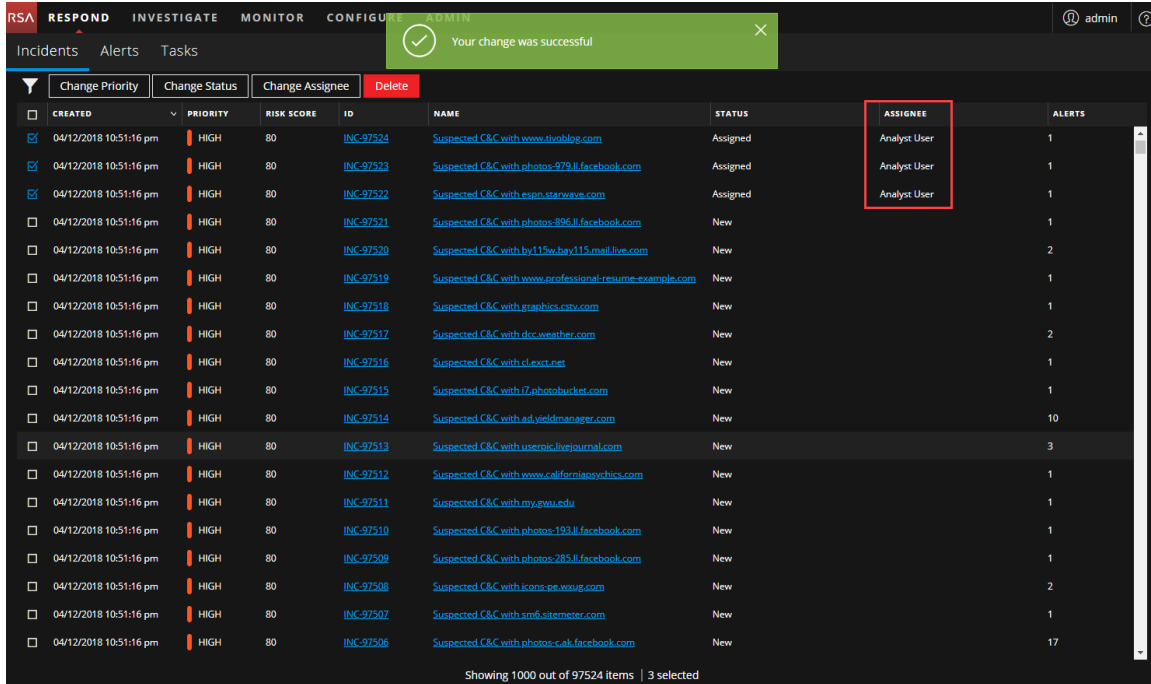 RSA RESPOND INVESTIGATE MONITOR CONFIGURE ADMIN admin
Your change was successful
Incidents Alerts Tasks
Change Priority Change Status Change Assignee Delete
CREATED PRIORITY RISK SCORE ID NAME STATUS ASSIGNEE ALERTS
04/12/2018 10:51:16 pm HIGH 80 INC-97524 Suspected C&C with www.tivoblog.com Assigned Analyst User 1
04/12/2018 10:51:16 pm HIGH 80 INC-97523 Suspected C&C with photos-979.ll.facebook.com Assigned Analyst User 1
04/12/2018 10:51:16 pm HIGH 80 INC-97522 Suspected C&C with espn.starwave.com Assigned Analyst User 1
04/12/2018 10:51:16 pm HIGH 80 INC-97521 Suspected C&C with photos-896.ll.facebook.com New 1
04/12/2018 10:51:16 pm HIGH 80 INC-97520 Suspected C&C with by115w.bay115.mail.live.com New 2
04/12/2018 10:51:16 pm HIGH 80 INC-97519 Suspected C&C with www.professional-resume-example.com New 1
04/12/2018 10:51:16 pm HIGH 80 INC-97518 Suspected C&C with graphics.cstv.com New 1
04/12/2018 10:51:16 pm HIGH 80 INC-97517 Suspected C&C with dcc.weather.com New 2
04/12/2018 10:51:16 pm HIGH 80 INC-97516 Suspected C&C with cl.exct.net New 1
04/12/2018 10:51:16 pm HIGH 80 INC-97515 Suspected C&C with i7.photobucket.com New 1
04/12/2018 10:51:16 pm HIGH 80 INC-97514 Suspected C&C with ad.yieldmanager.com New 10
04/12/2018 10:51:16 pm HIGH 80 INC-97513 Suspected C&C with userpic.livejournal.com New 3
04/12/2018 10:51:16 pm HIGH 80 INC-97512 Suspected C&C with www.californiapsychics.com New 1
04/12/2018 10:51:16 pm HIGH 80 INC-97511 Suspected C&C with my.gwu.edu New 1
04/12/2018 10:51:16 pm HIGH 80 INC-97510 Suspected C&C with photos-193.ll.facebook.com New 1
04/12/2018 10:51:16 pm HIGH 80 INC-97509 Suspected C&C with photos-285.ll.facebook.com New 1
04/12/2018 10:51:16 pm HIGH 80 INC-97508 Suspected C&C with icons-pe.wxug.com New 2
04/12/2018 10:51:16 pm HIGH 80 INC-97507 Suspected C&C with sm6.sitemeter.com New 1
04/12/2018 10:51:16 pm HIGH 80 INC-97506 Suspected C&C with photos-c.ak.facebook.com New 17
Showing 1000 out of 97524 items | 3 selected